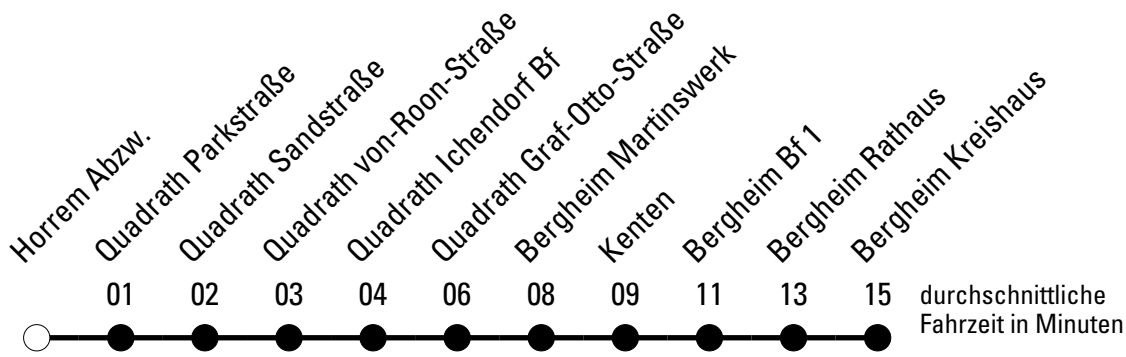 Horrem Abzw.
Quadrath Parkstraße
Quadrath Sandstraße
Quadrath von-Roon-Straße
Quadrath Ichendorf Bf
Quadrath Graf-Otto-Straße
Bergheim Martinswerk
Kenten
Bergheim Bf 1
Bergheim Rathaus
Bergheim Kreishaus
01 02 03 04 06 08 09 11 13 15
durchschnittliche
Fahrzeit in Minuten